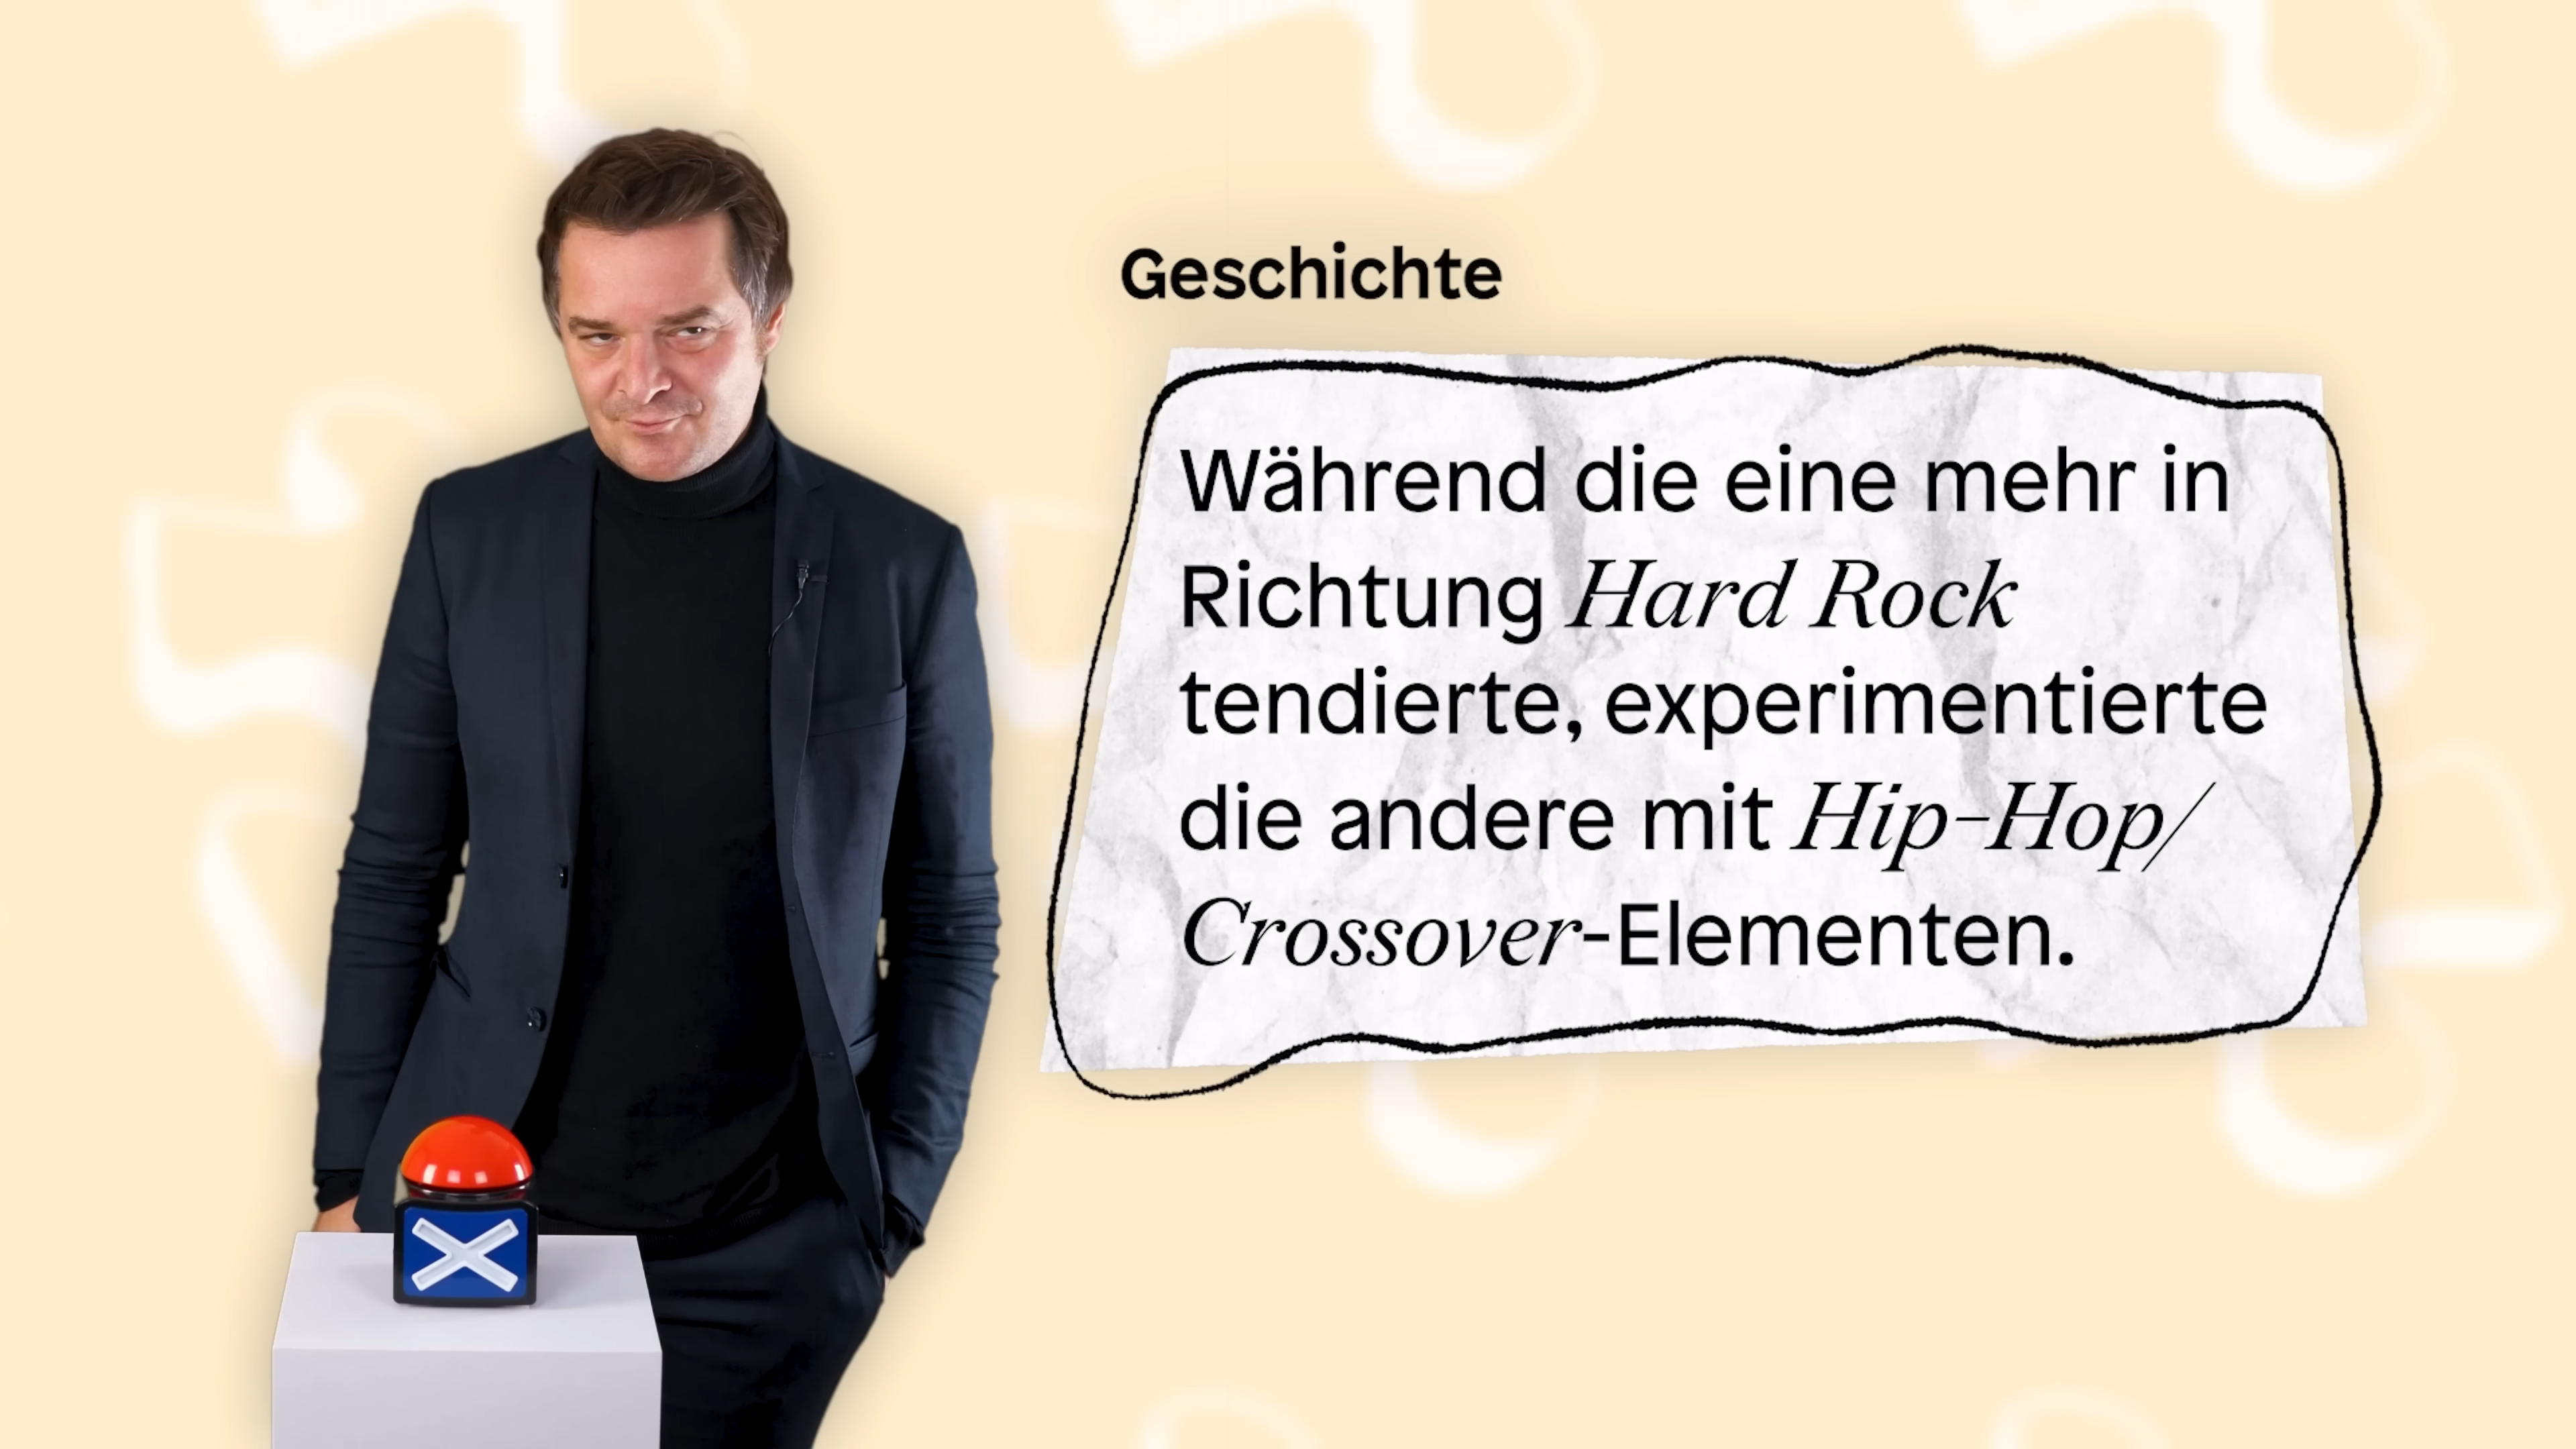 Geschichte
Während die eine mehr in
Richtung Hard Rock
tendierte, experimentierte
die andere mit Hip-Hop/
Crossover-Elementen.